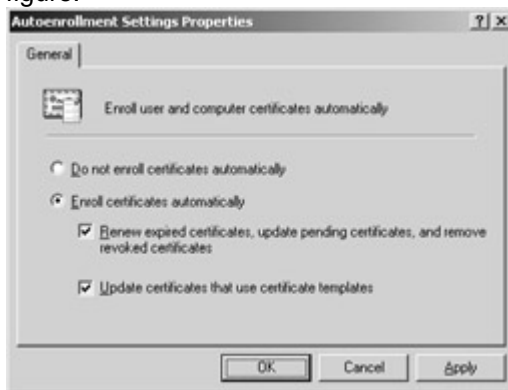 figure.
Autoenrollment Settings Properties
General
Enroll user and computer certificates automatically
Do not enroll certificates automatically
Enroll certificates automatically
Renew expired certificates, update pending certificates, and remove
revoked certificates
Update certificates that use certificate templates
OK Cancel Apply